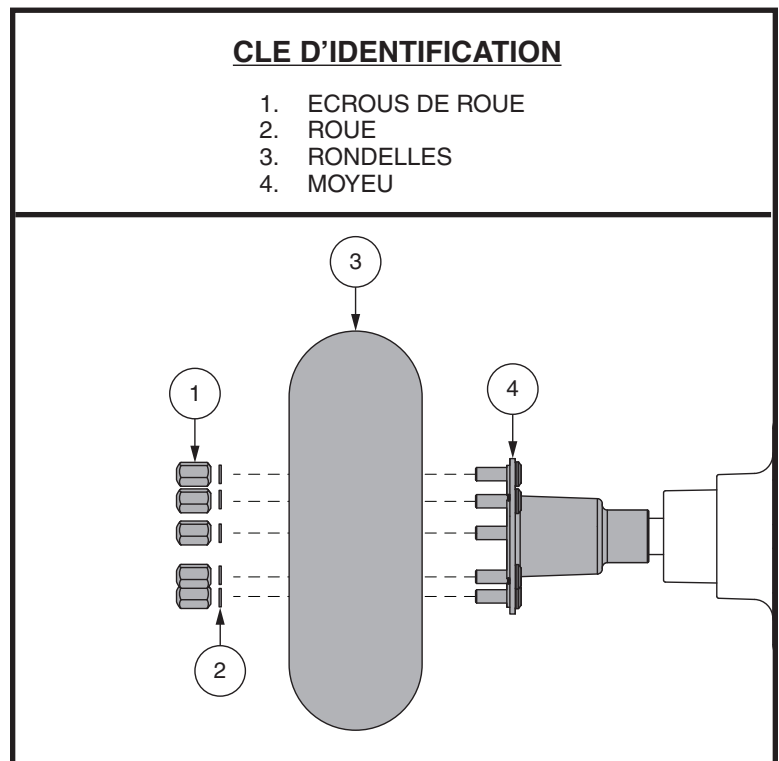 CLE D’IDENTIFICATION
1. ECROUS DE ROUE
2. ROUE
3. RONDELLES
4. MOYEU
3
1
4
2